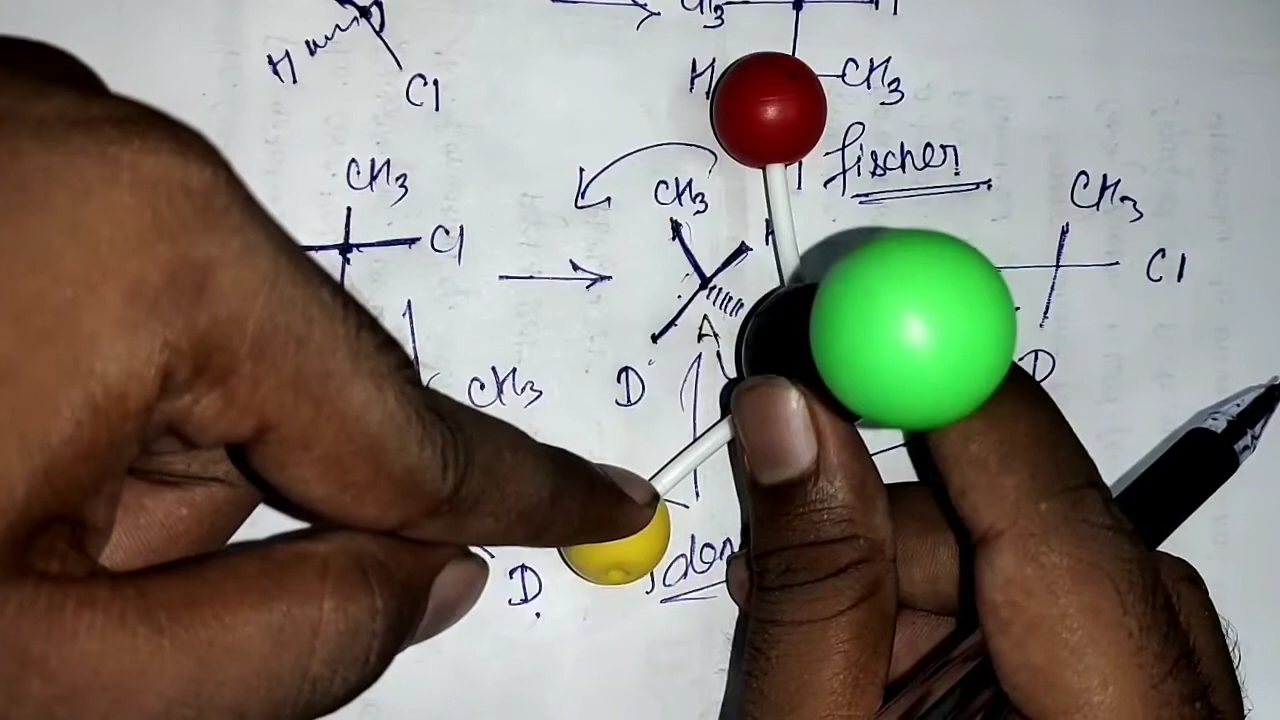 CH3 H
H Cl H CH3
fischer
CH3 CH3 CH3
Cl Cl
D D
CH3
D.